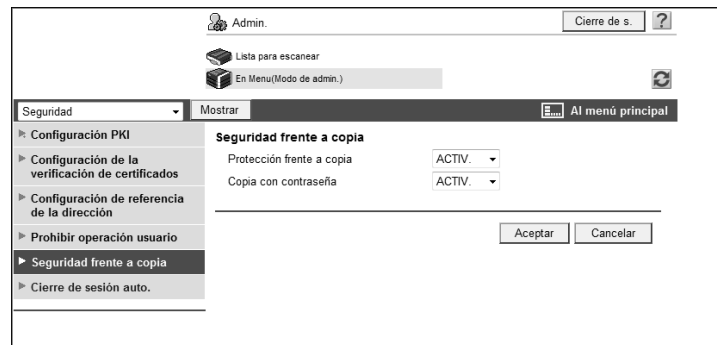 Admin.
Cierre de s.
?
Lista para escanear
En Menu(Modo de admin.)
Seguridad
Mostrar
Al menú principal
Configuración PKI
Configuración de la
verificación de certificados
Configuración de referencia
de la dirección
Prohibir operación usuario
Seguridad frente a copia
Cierre de sesión auto.
Seguridad frente a copia
Protección frente a copia ACTIV.
Copia con contraseña ACTIV.
Aceptar Cancelar